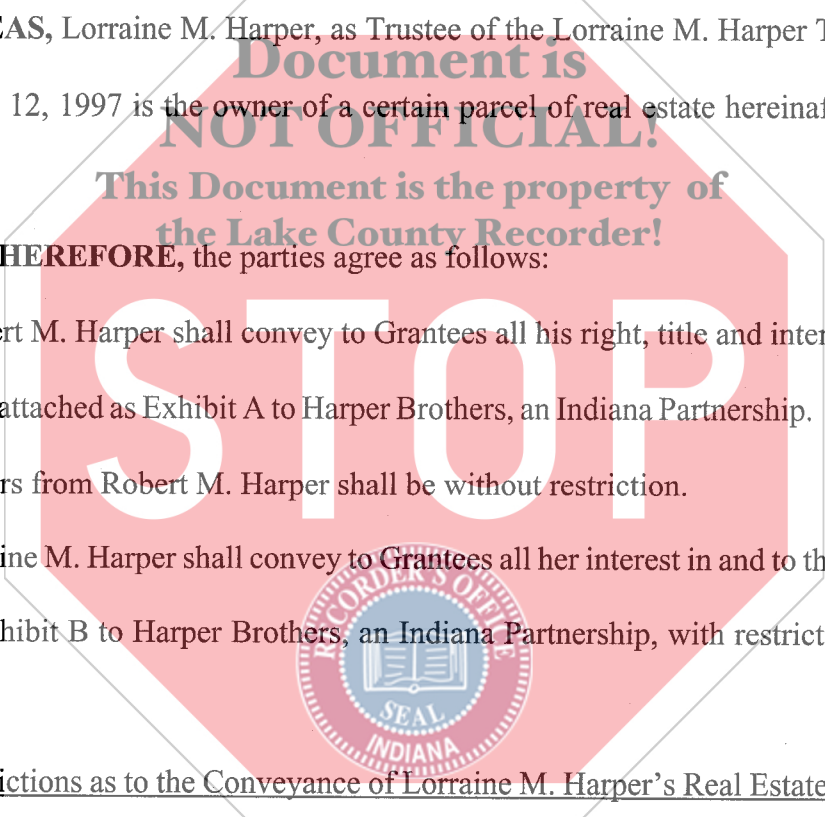 EAS, Lorraine M. Harper, as Trustee of the Lorraine M. Harper T
Document is
12, 1997 is the owner of a certain parcel of real estate hereinaf
NOT OFFICIAL!
This Document is the property of
the Lake County Recorder!
HEREFORE, the parties agree as follows:
ert M. Harper shall convey to Grantees all his right, title and inter
STOP
attached as Exhibit A to Harper Brothers, an Indiana Partnership.
rs from Robert M. Harper shall be without restriction.
ine M. Harper shall convey to Grantees all her interest in and to th
RECORDER'S OFFICE
hibit B to Harper Brothers, an Indiana Partnership, with restrict
SEAL
INDIANA
ictions as to the Conveyance of Lorraine M. Harper's Real Estate